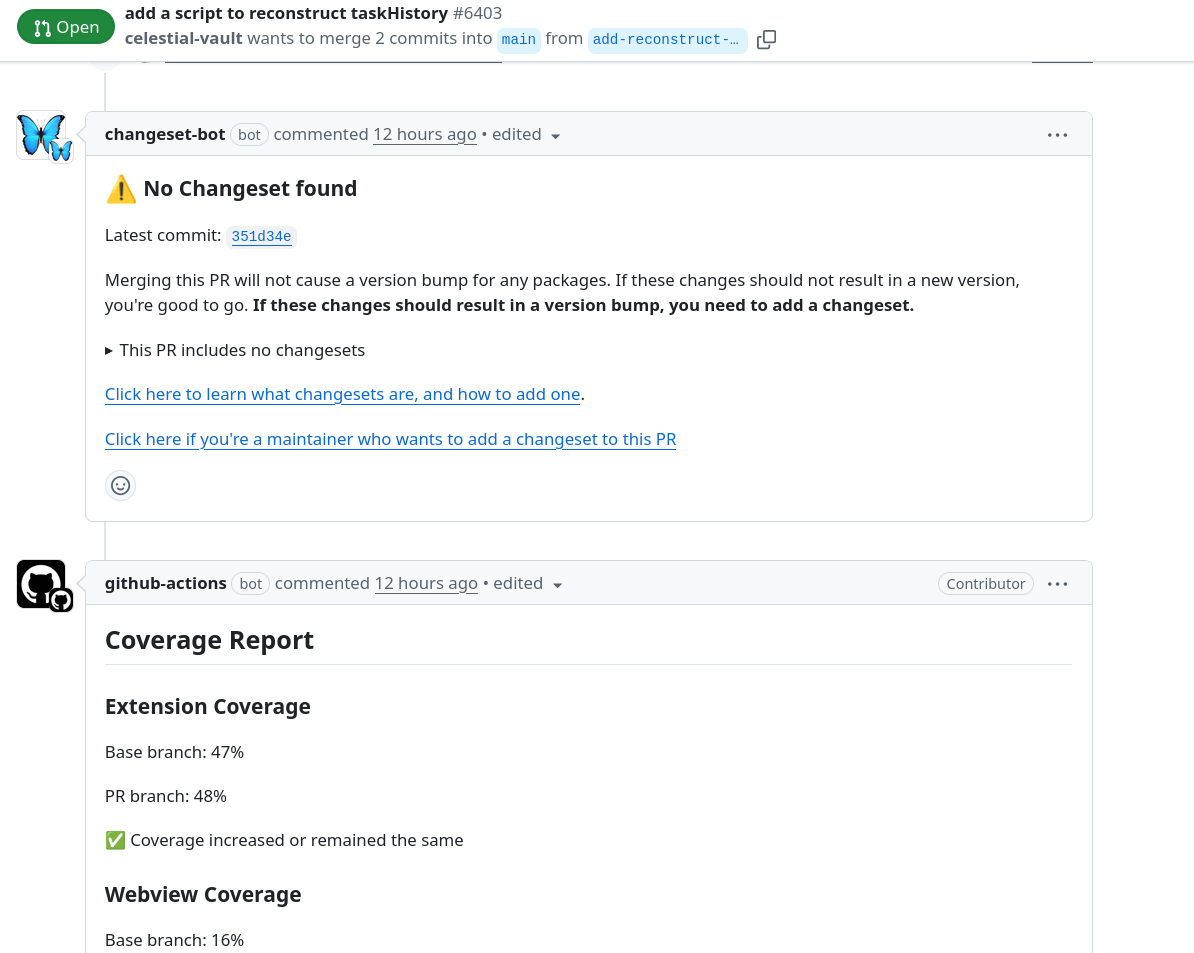 Open
add a script to reconstruct taskHistory #6403
celestial-vault wants to merge 2 commits into main from add-reconstruct-…
changeset-bot bot commented 12 hours ago • edited
⚠️ No Changeset found
Latest commit: 351d34e
Merging this PR will not cause a version bump for any packages. If these changes should not result in a new version,
you're good to go. If these changes should result in a version bump, you need to add a changeset.
▸ This PR includes no changesets
Click here to learn what changesets are, and how to add one.
Click here if you're a maintainer who wants to add a changeset to this PR
github-actions bot commented 12 hours ago • edited Contributor
Coverage Report
Extension Coverage
Base branch: 47%
PR branch: 48%
✅ Coverage increased or remained the same
Webview Coverage
Base branch: 16%